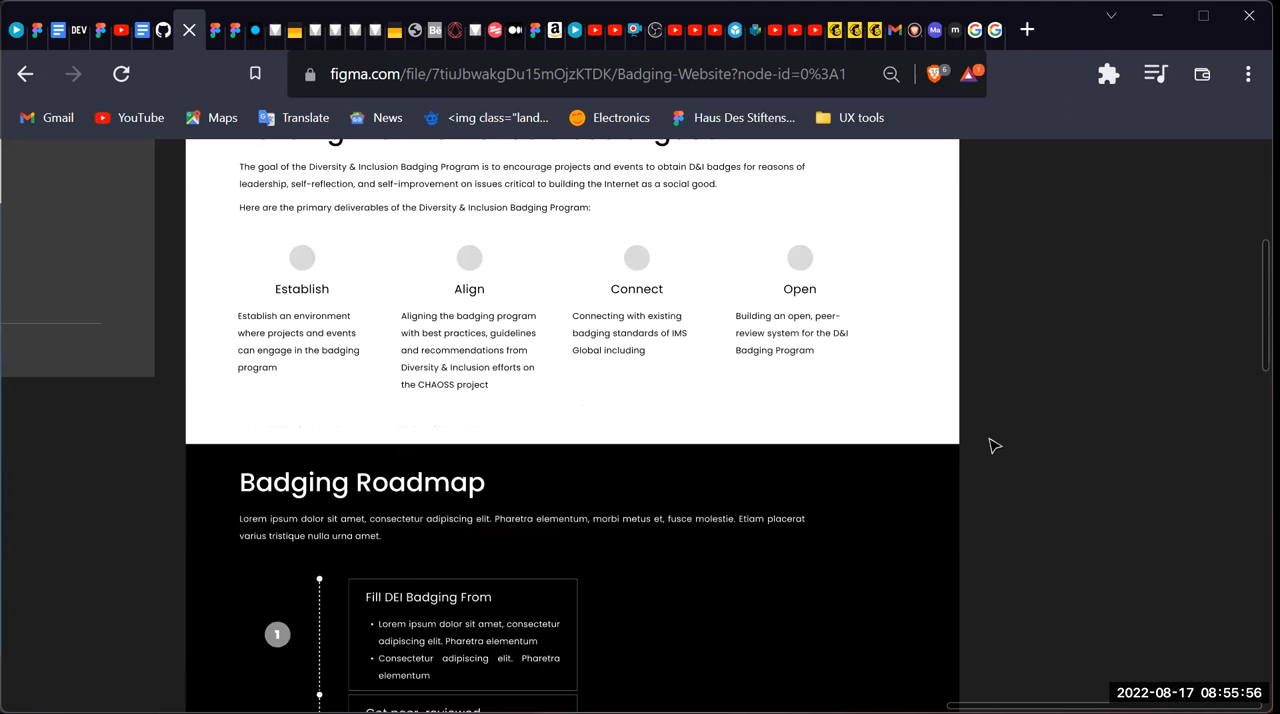 DEV
Bē
a
Ma
m
figma.com/file/7tiuJbwakgDu15mOjzKTDK/Badging-Website?node-id=0%3A1
6
1
Gmail
YouTube
Maps
Translate
News
<img class="land...
Electronics
Haus Des Stiftens...
UX tools
The goal of the Diversity & Inclusion Badging Program is to encourage projects and events to obtain D&I badges for reasons of
leadership, self-reflection, and self-improvement on issues critical to building the Internet as a social good.
Here are the primary deliverables of the Diversity & Inclusion Badging Program:
Establish
Establish an environment
where projects and events
can engage in the badging
program
Align
Aligning the badging program
with best practices, guidelines
and recommendations from
Diversity & Inclusion efforts on
the CHAOSS project
Connect
Connecting with existing
badging standards of IMS
Global including
Open
Building an open, peer-
review system for the D&I
Badging Program
Badging Roadmap
Lorem ipsum dolor sit amet, consectetur adipiscing elit. Pharetra elementum, morbi metus et, fusce molestie. Etiam placerat
varius tristique nulla urna amet.
1
Fill DEI Badging From
• Lorem ipsum dolor sit amet, consectetur
adipiscing elit. Pharetra elementum
• Consectetur adipiscing elit. Pharetra
elementum
Get peer-reviewed
2022-08-17 08:55:56